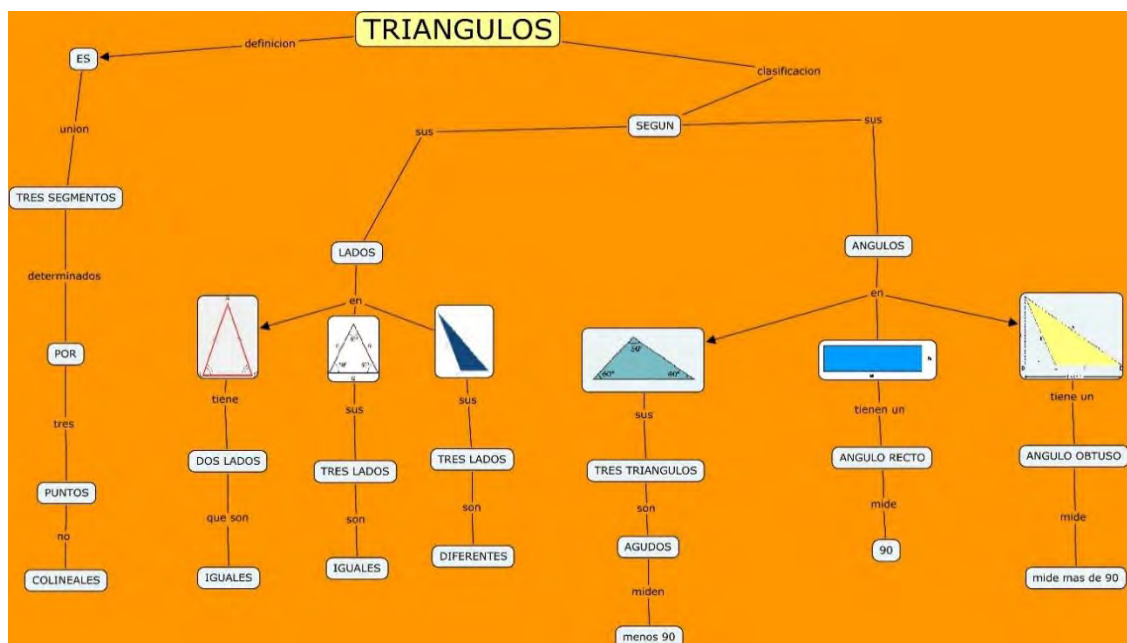 TRIANGULOS
definicion
ES
union
TRES SEGMENTOS
determinados
POR
tres
PUNTOS
no
COLINEALES
clasificacion
SEGUN
sus
LADOS
en
tiene
DOS LADOS
que son
IGUALES
sus
TRES LADOS
son
IGUALES
sus
TRES LADOS
son
DIFERENTES
sus
ANGULOS
en
sus
TRES TRIANGULOS
son
AGUDOS
miden
menos 90
tienen un
ANGULO RECTO
mide
90
tiene un
ANGULO OBTUSO
mide
mide mas de 90